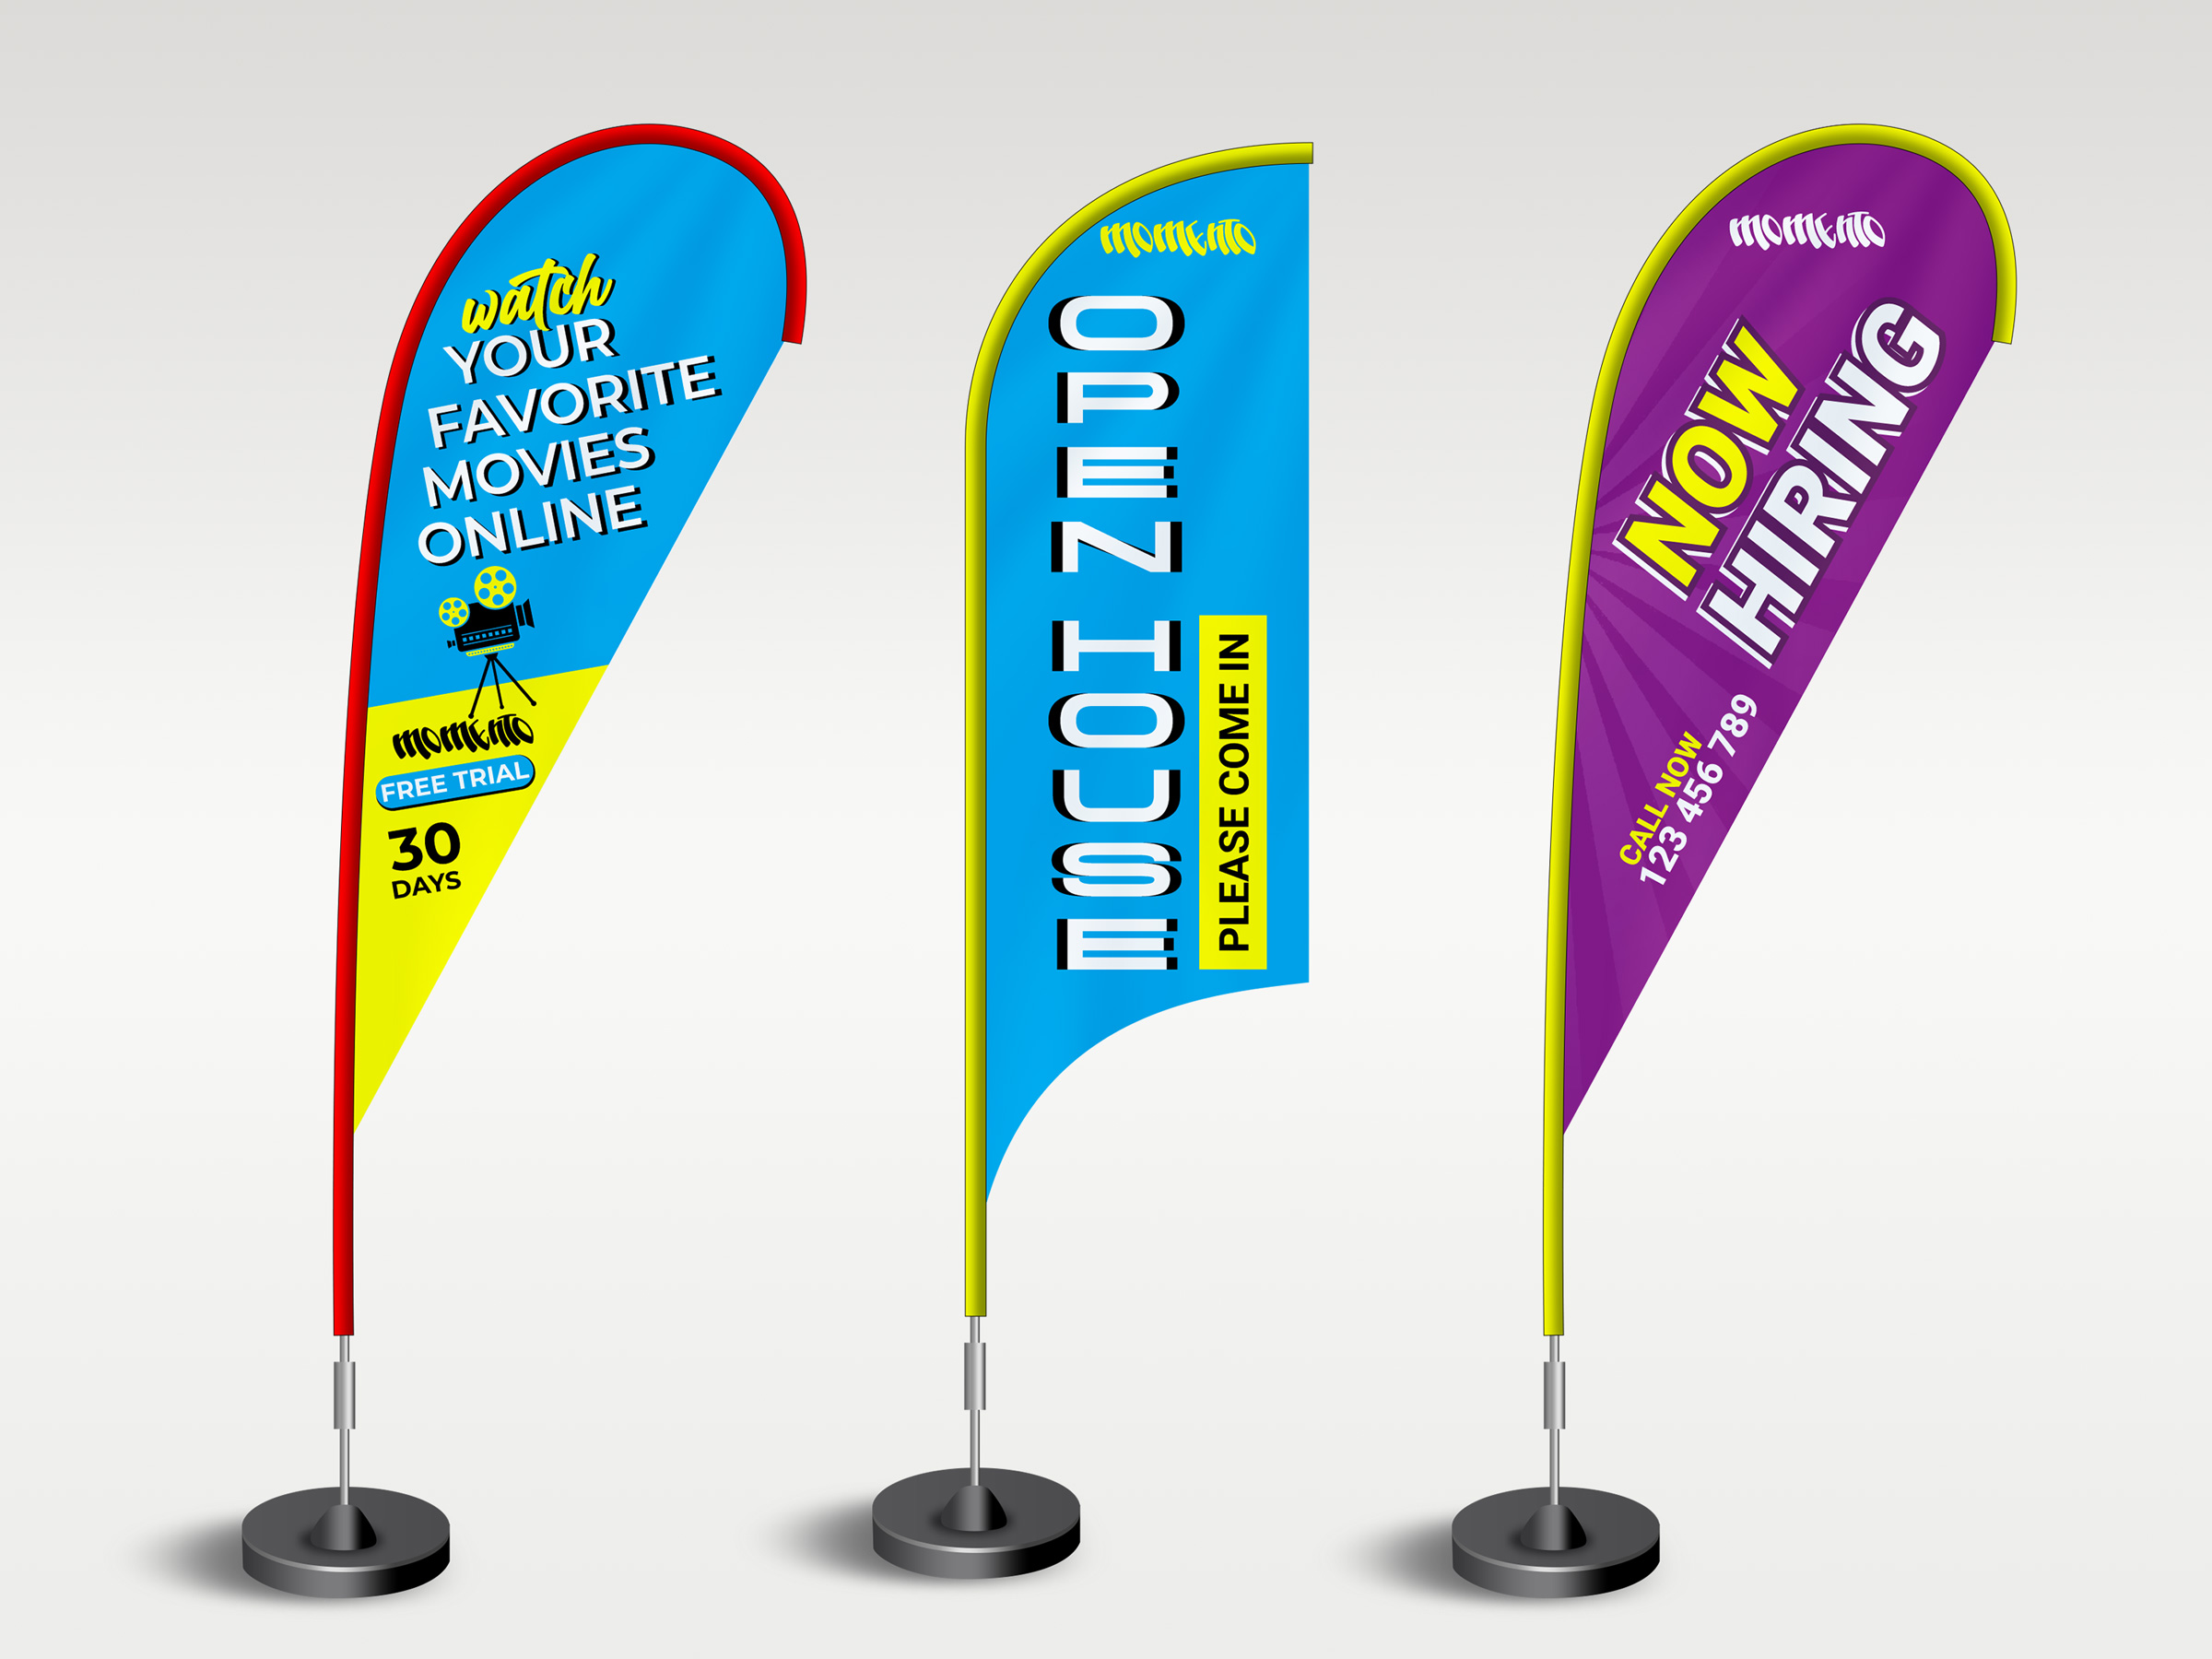 watch
YOUR
FAVORITE
MOVIES
ONLINE
momento
FREE TRIAL
30
DAYS
momento
OPEN HOUSE
PLEASE COME IN
momento
NOW
HIRING
CALL NOW
123 456 789